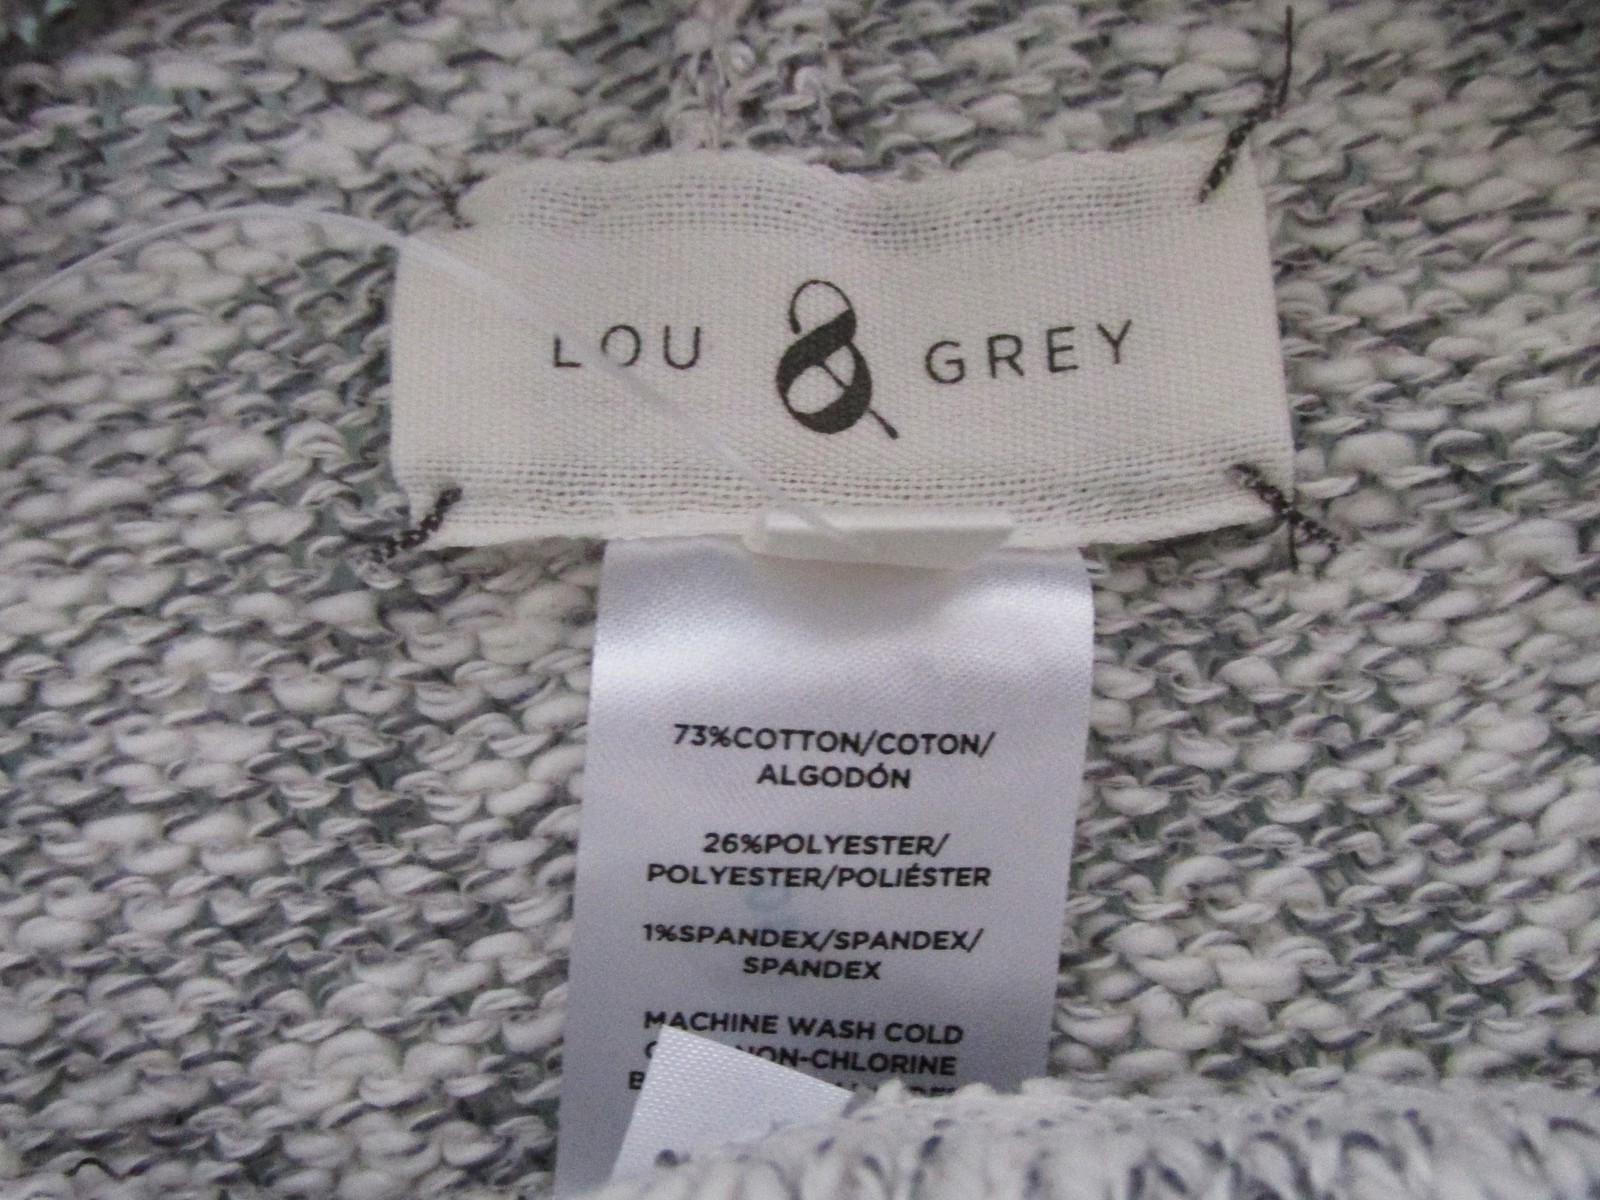 LOU & GREY
73%COTTON/COTON/
ALGODÓN
26%POLYESTER/
POLYESTER/POLIÉSTER
1%SPANDEX/SPANDEX/
SPANDEX
MACHINE WASH COLD
NON-CHLORINE